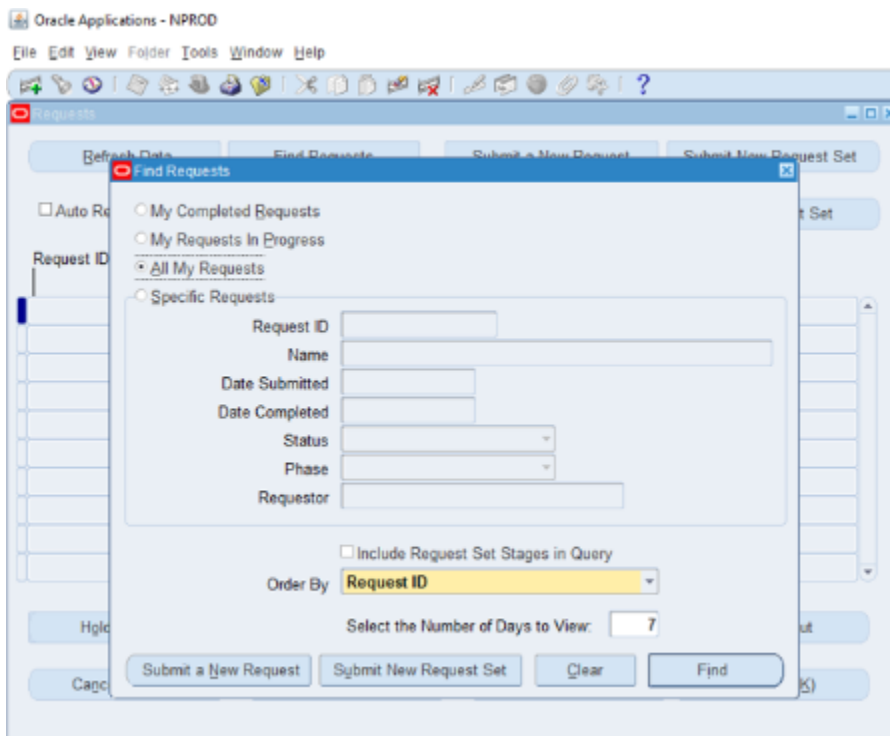 Oracle Applications - NPROD
File Edit View Folder Tools Window Help
Requests
Refresh Data Find Requests Submit a New Request Submit New Request Set
Find Requests
Auto Re
t Set
My Completed Requests
My Requests In Progress
Request ID
All My Requests
Specific Requests
Request ID
Name
Date Submitted
Date Completed
Status
Phase
Requestor
Include Request Set Stages in Query
Order By Request ID
Hold
Select the Number of Days to View: 7
ut
Canc
Submit a New Request Submit New Request Set Clear Find
K)